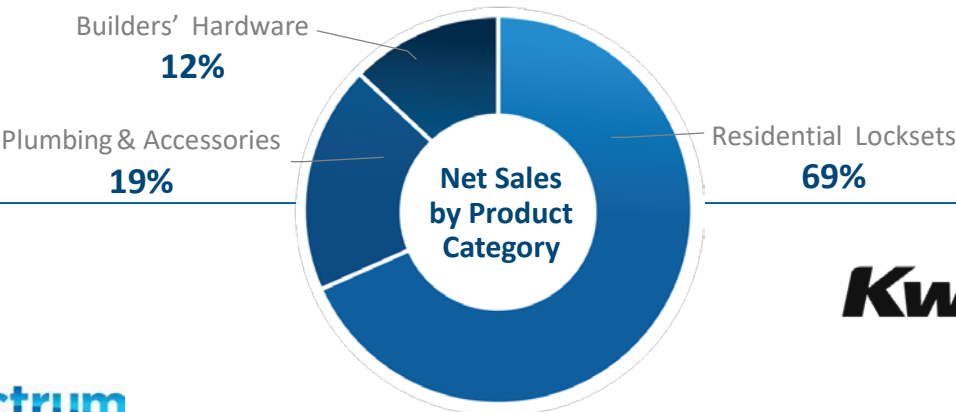 Builders' Hardware
12%
Plumbing & Accessories
19%
Net Sales
by Product
Category
Residential Locksets
69%